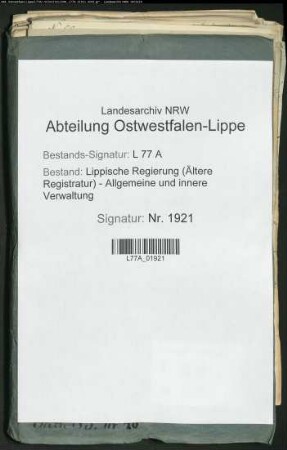 Landesarchiv NRW
Abteilung Ostwestfalen-Lippe
Bestands-Signatur: L 77 A
Bestand: Lippische Regierung (Ältere
Registratur) - Allgemeine und innere
Verwaltung
Signatur: Nr. 1921
L77A_01921